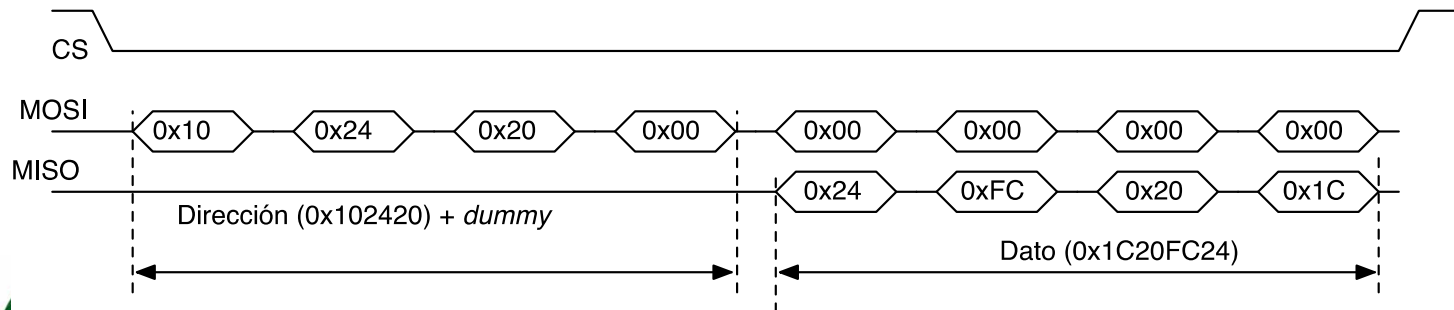 CS
MOSI
0x10 0x24 0x20 0x00 0x00 0x00 0x00 0x00
MISO
0x24 0xFC 0x20 0x1C
Dirección (0x102420) + dummy
Dato (0x1C20FC24)